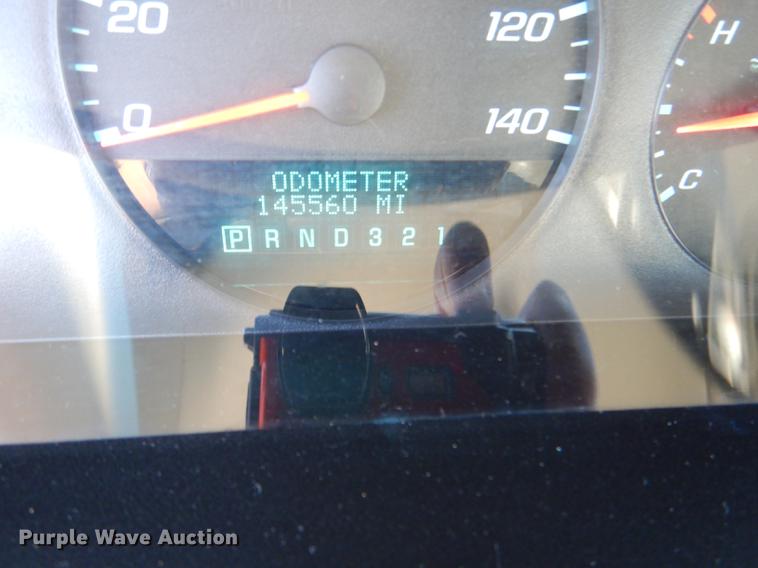 20 120
0 140
H
C
ODOMETER
145560 MI
P R N D 3 2 1
Purple Wave Auction